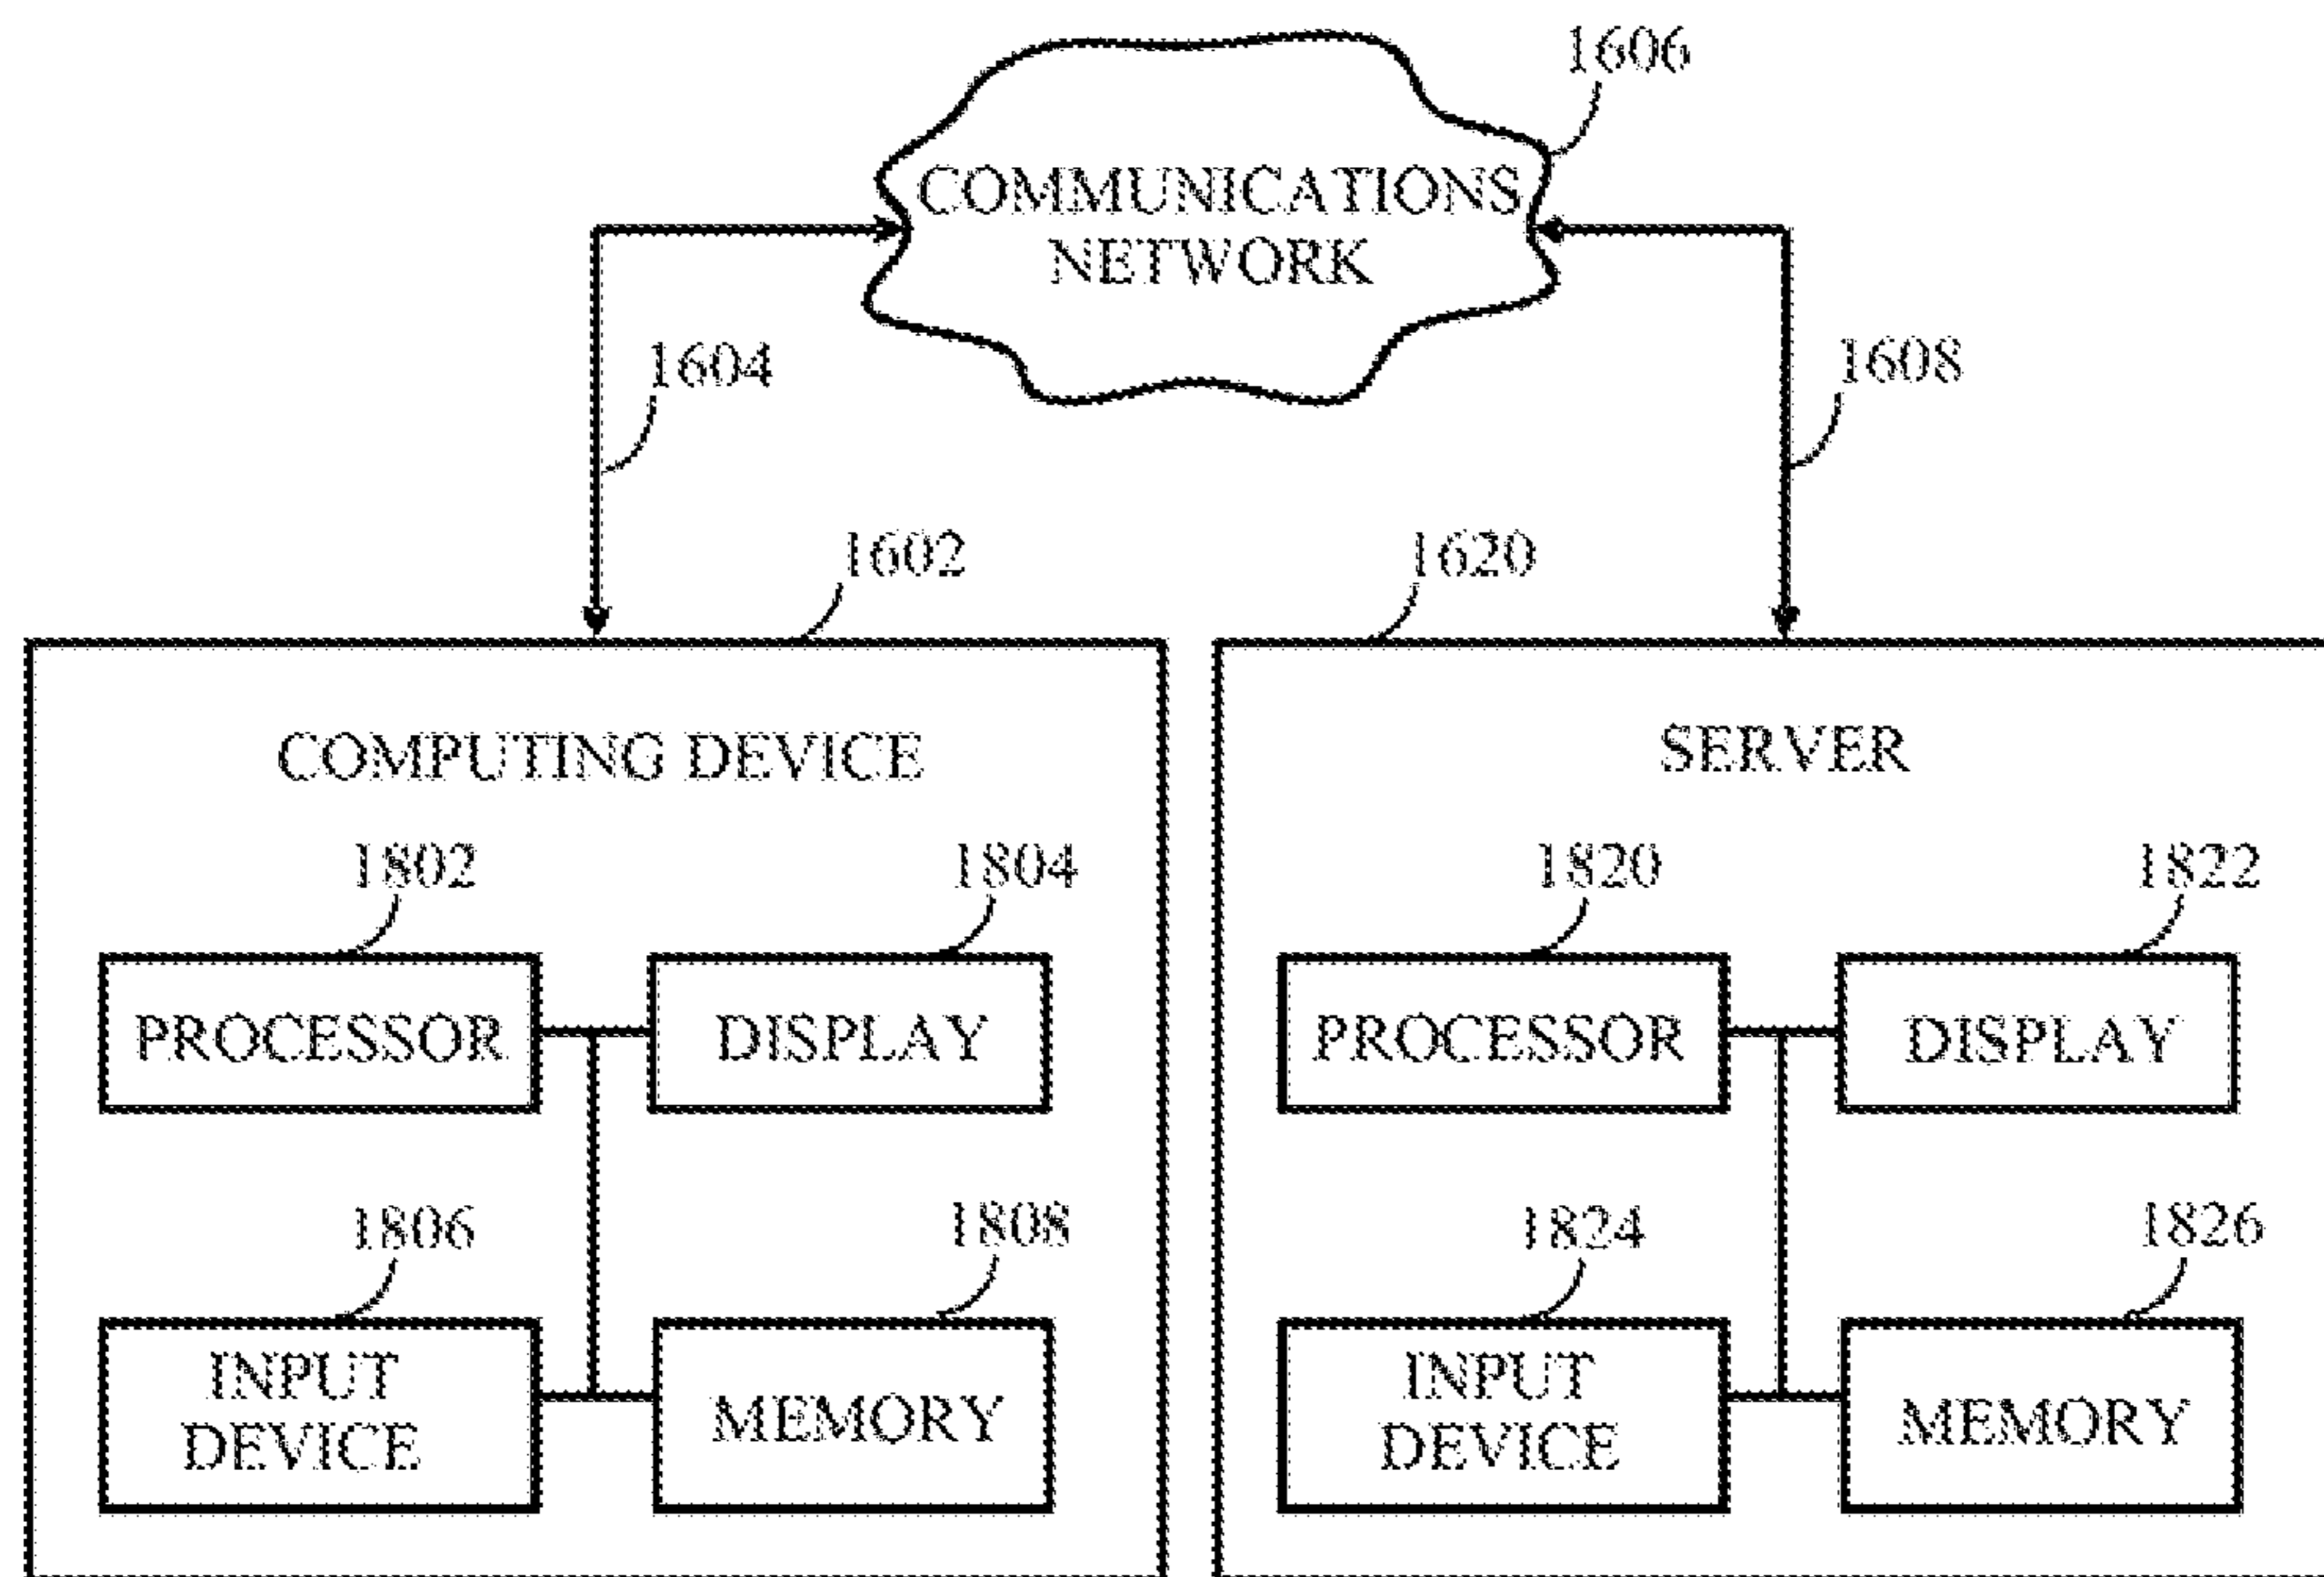 1606
COMMUNICATIONS
NETWORK
1604
1608
1602
1620
COMPUTING DEVICE
SERVER
1802
1804
1820
1822
PROCESSOR
DISPLAY
PROCESSOR
DISPLAY
1806
1808
1824
1826
INPUT
DEVICE
MEMORY
INPUT
DEVICE
MEMORY